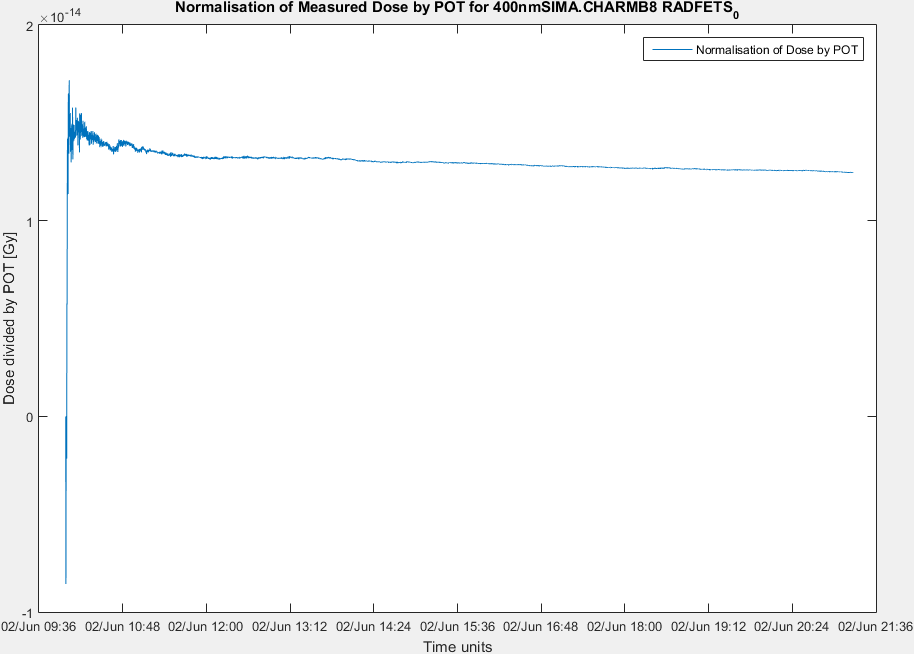 Normalisation of Measured Dose by POT for 400nmSIMA.CHARMB8 RADFETS0
×10-14
2
Normalisation of Dose by POT
1
Dose divided by POT [Gy]
0
-1
02/Jun 09:36 02/Jun 10:48 02/Jun 12:00 02/Jun 13:12 02/Jun 14:24 02/Jun 15:36 02/Jun 16:48 02/Jun 18:00 02/Jun 19:12 02/Jun 20:24 02/Jun 21:36
Time units